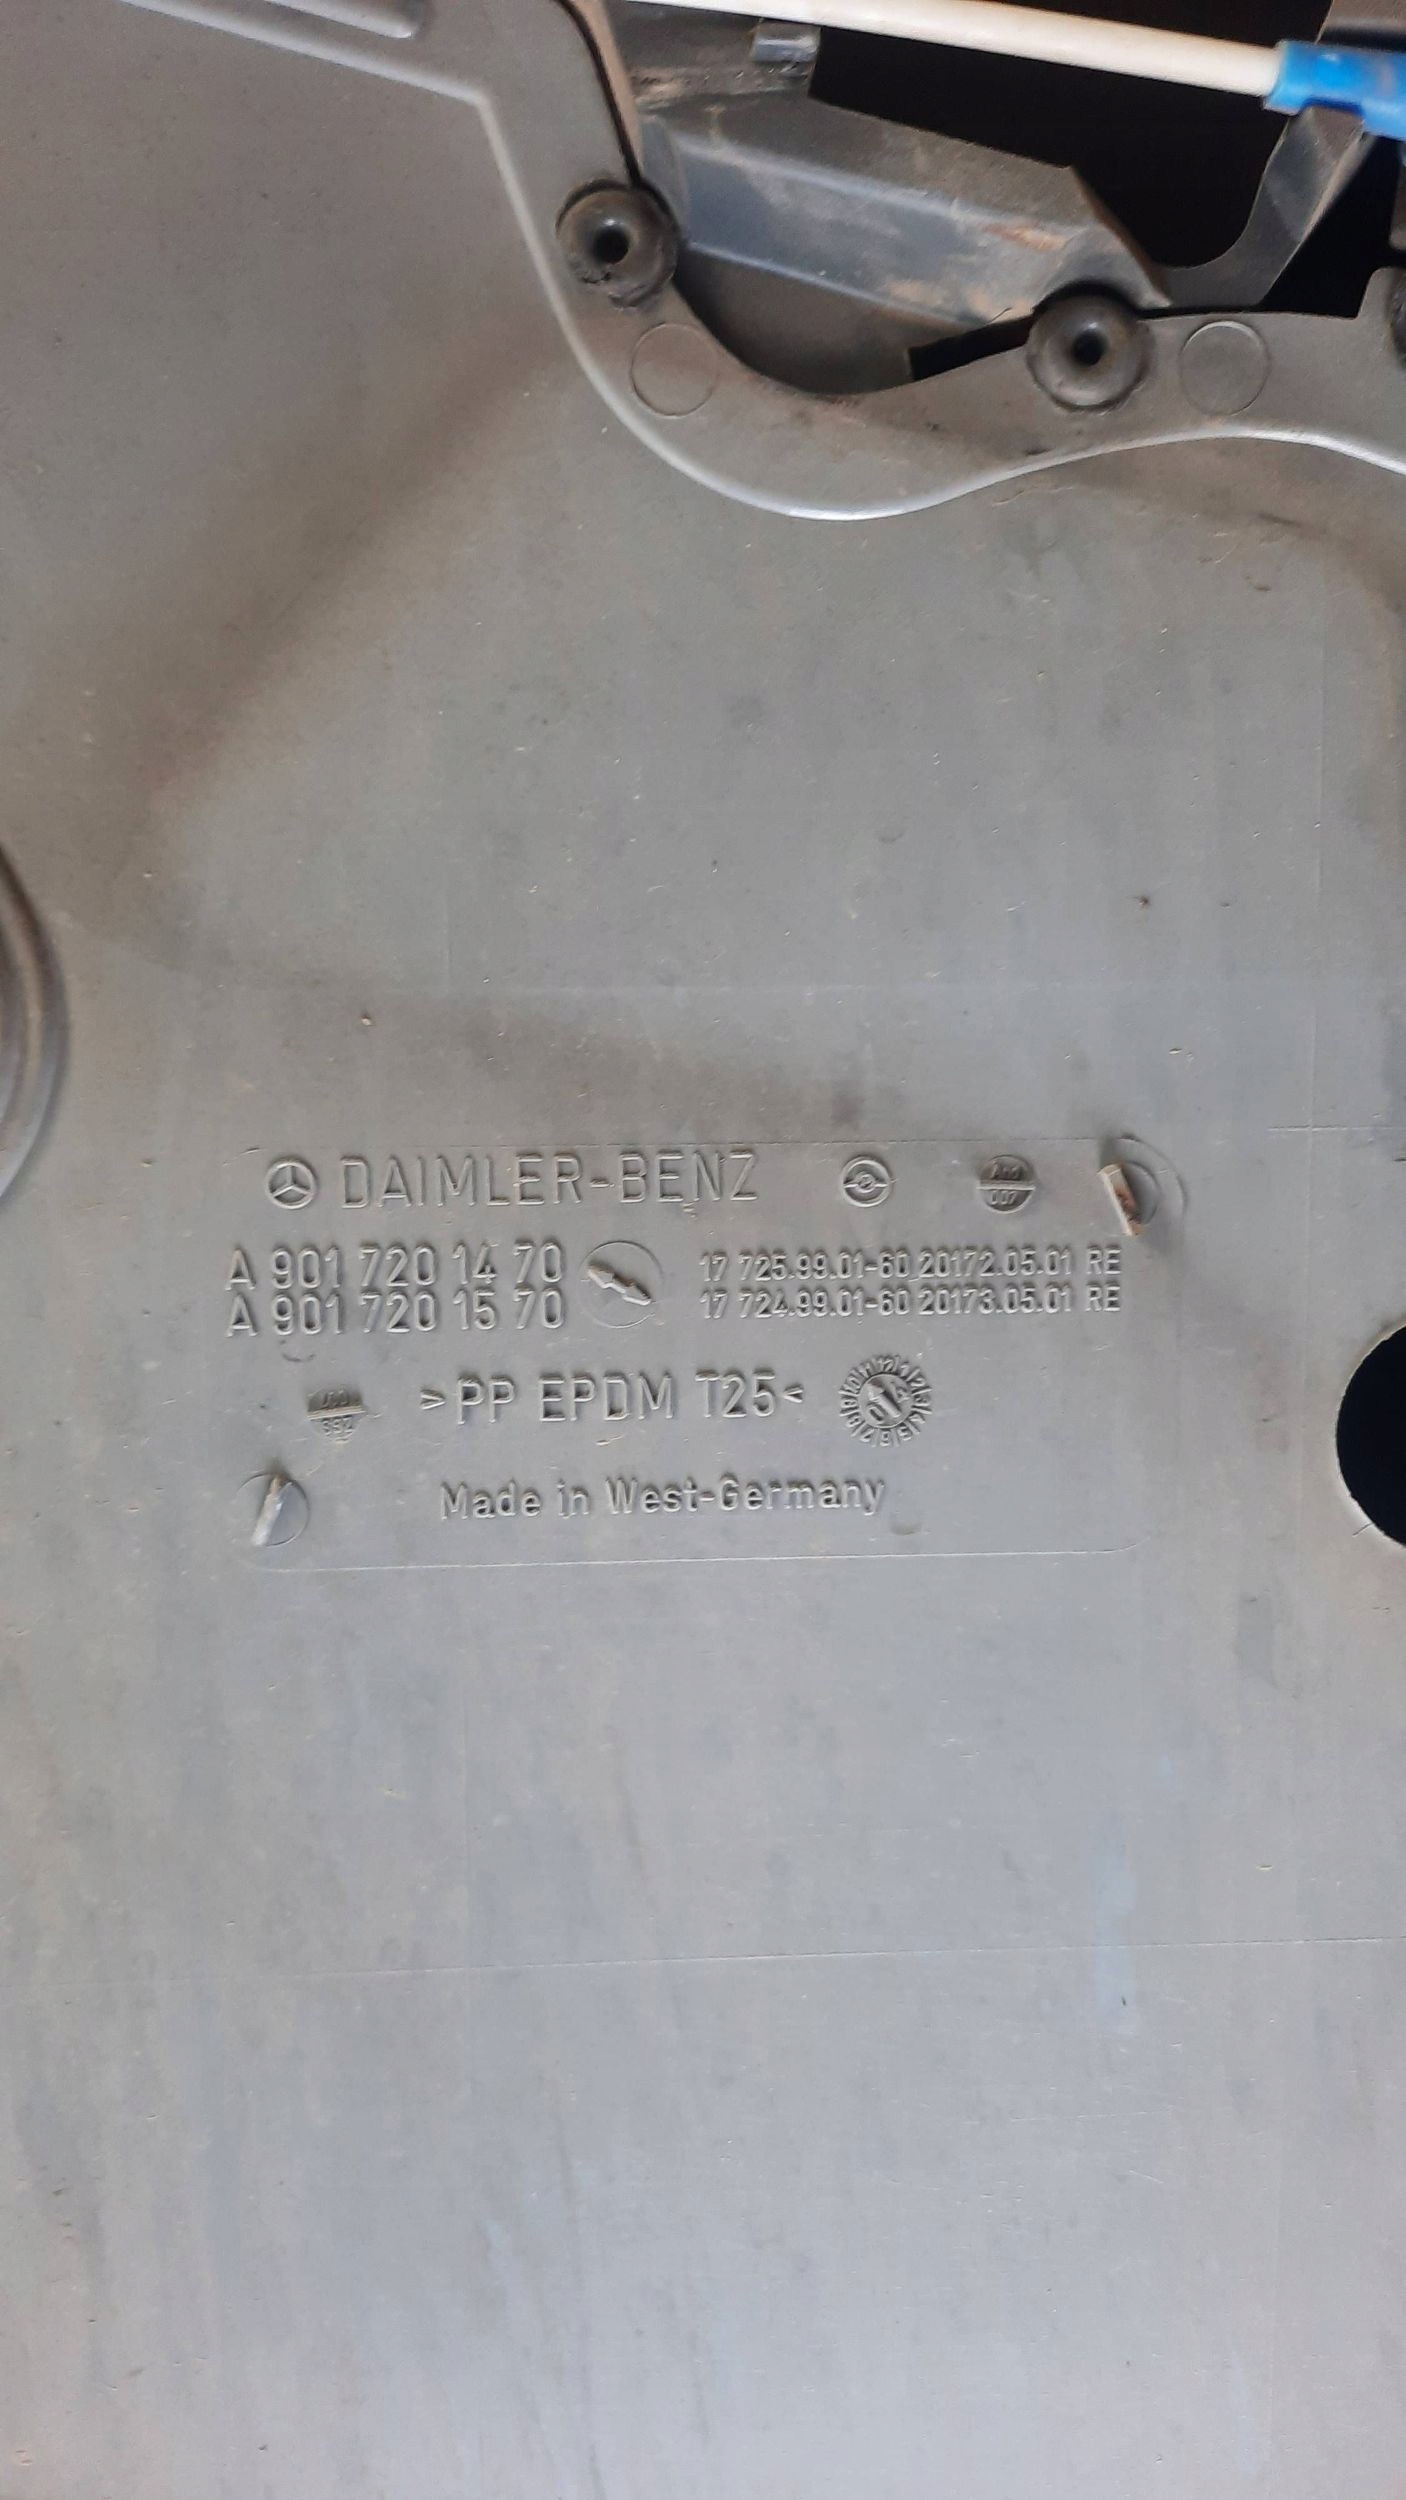 DAIMLER-BENZ
A 901 720 14 70
A 901 720 15 70
17 725.99.01-60 20172.05.01 RE
17 724.99.01-60 20173.05.01 RE
>PP EPDM T25<
Made in West-Germany